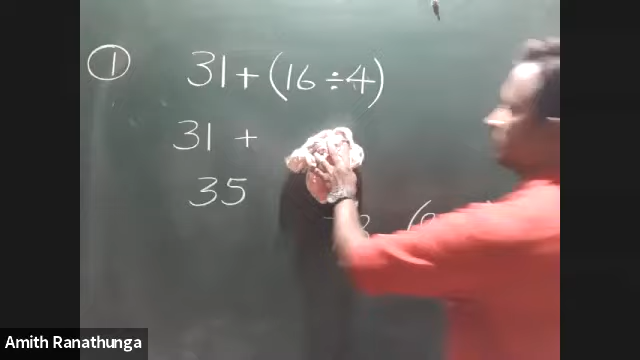 ① 31 + (16 ÷ 4)
31 +
35
Amith Ranathunga